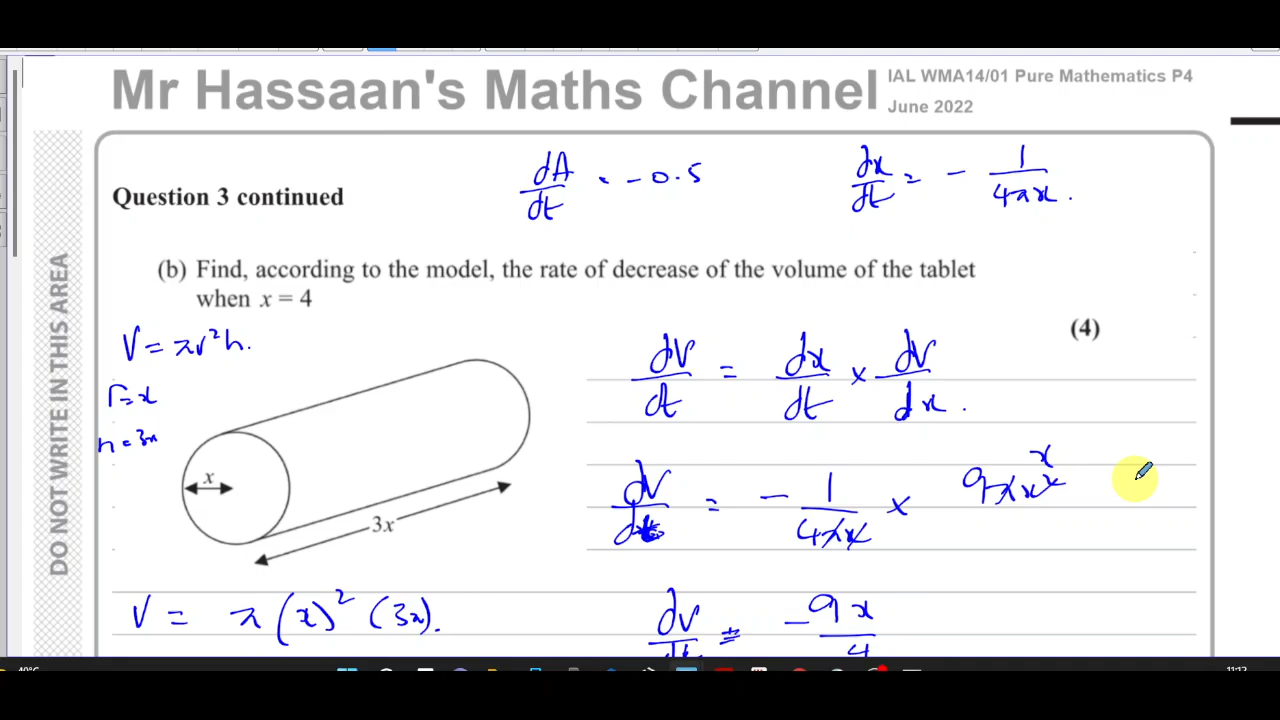 Mr Hassaan's Maths Channel
IAL WMA14/01 Pure Mathematics P4
June 2022
dA/dt = -0.5
dx/dt = - 1/4πx.
Question 3 continued
(b) Find, according to the model, the rate of decrease of the volume of the tablet
when x = 4
(4)
V = πr²h.
r = x
h = 3x
x
3x
dV/dt = dx/dt × dV/dx.
dV/dt = - 1/4πx × 9πx² x
V = π(x)²(3x).
dV/dt = -9x/4
DO NOT WRITE IN THIS AREA
40°C